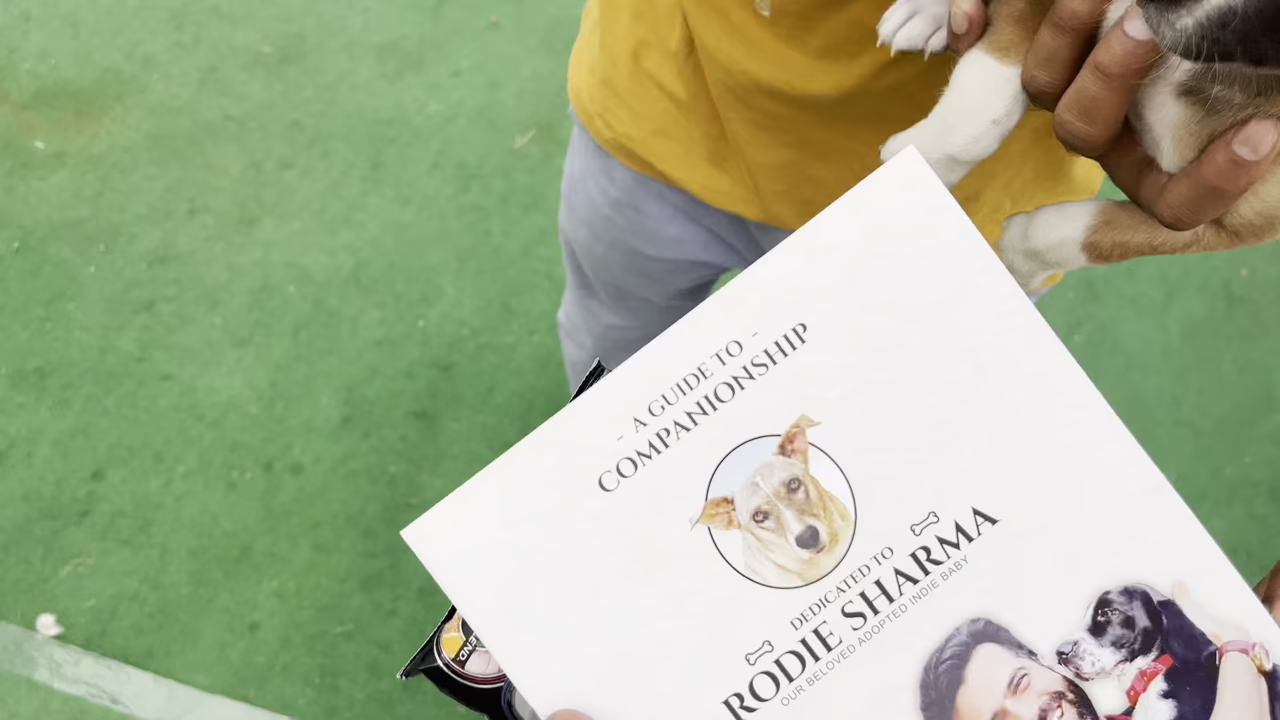 - A GUIDE TO -
COMPANIONSHIP
DEDICATED TO
RODIE SHARMA
OUR BELOVED ADOPTED INDIE BABY